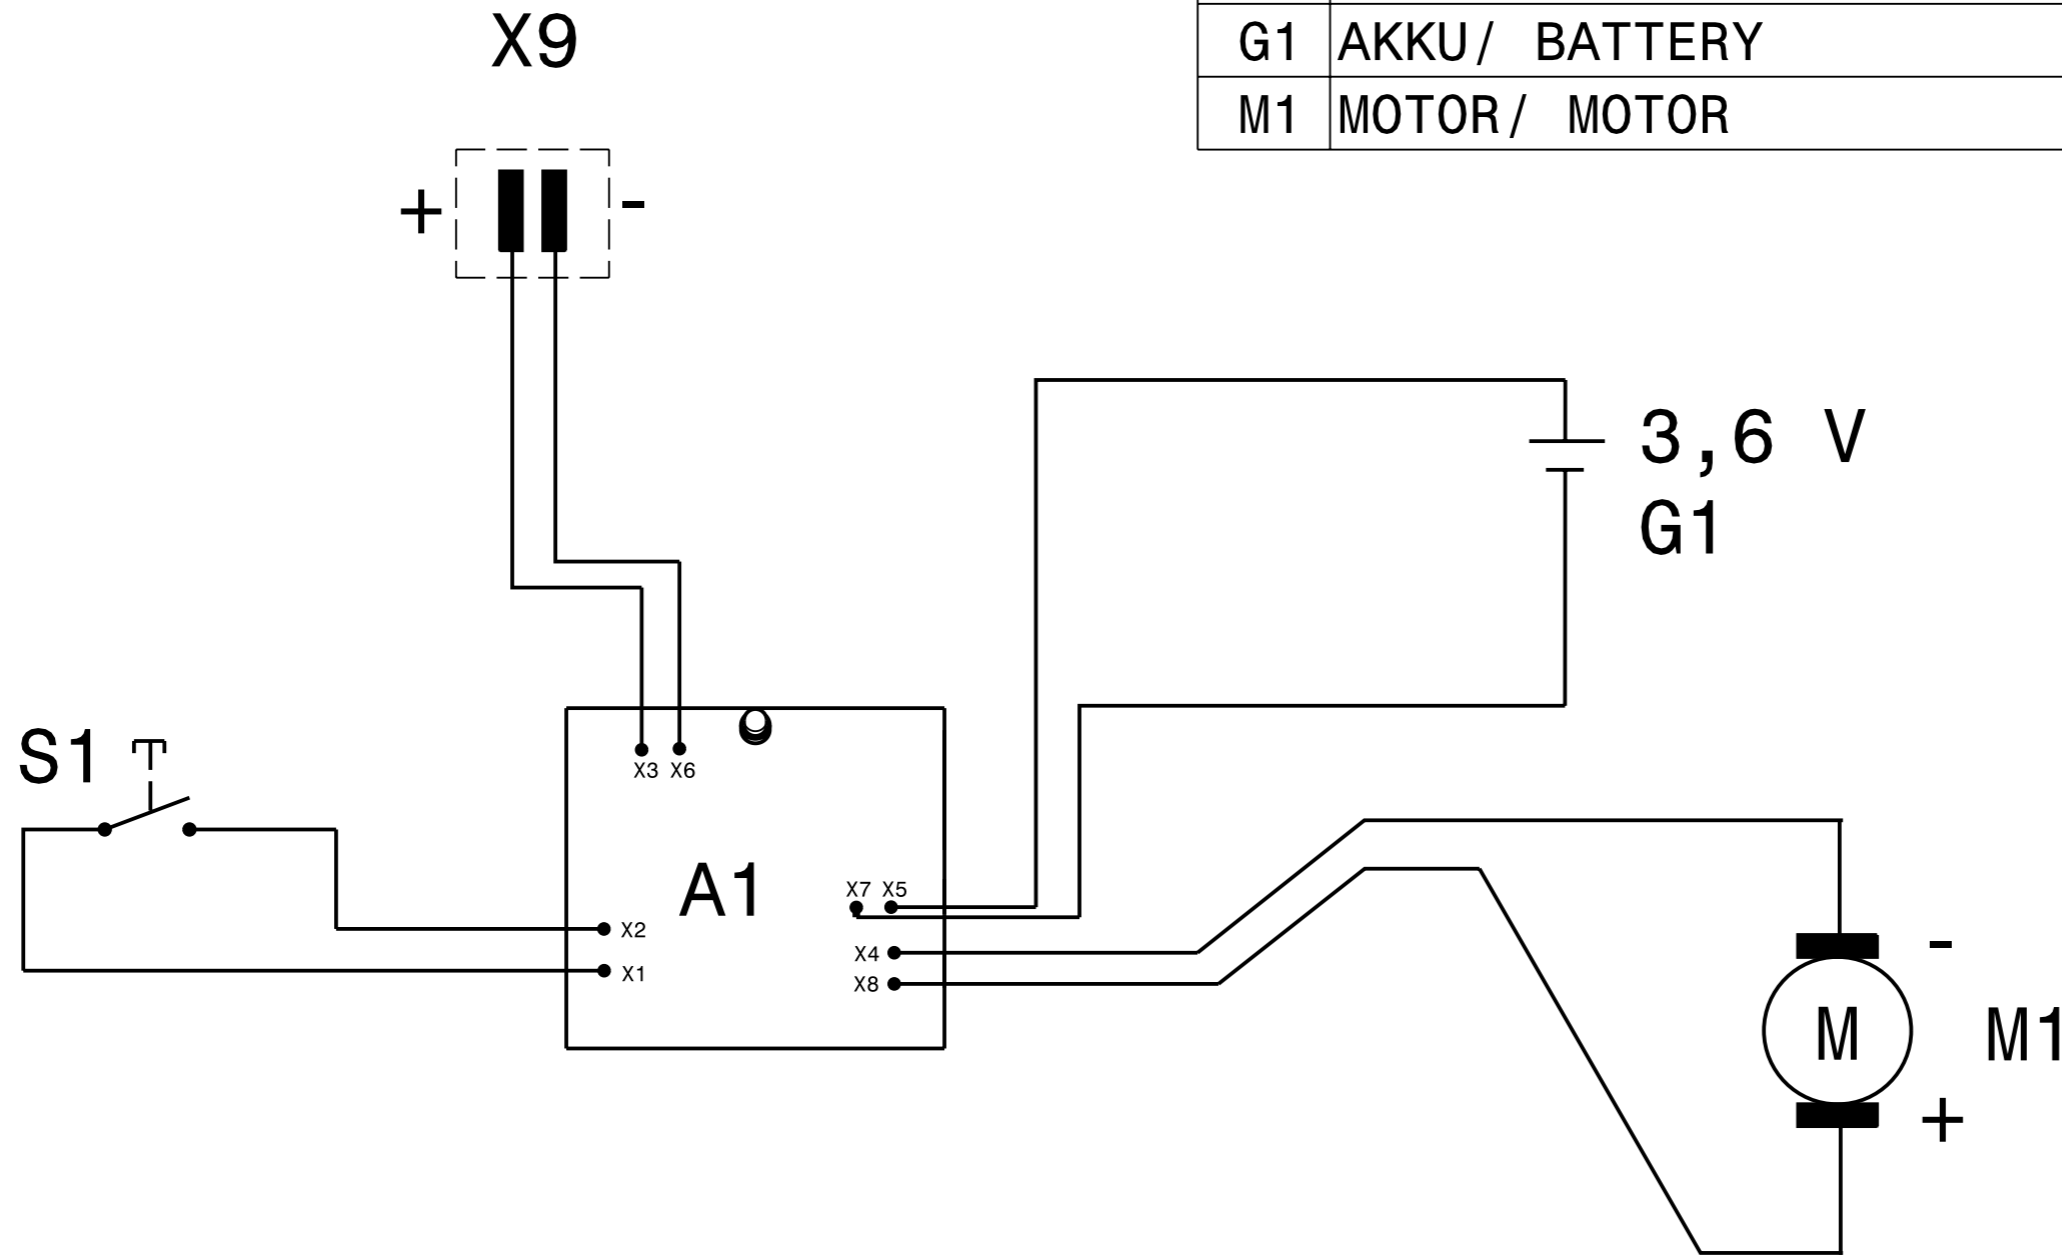 X9
G1 AKKU/ BATTERY
M1 MOTOR/ MOTOR
+ -
3,6 V
G1
S1
X3 X6
A1
X7 X5
X2
X4
X1
X8
-
M M1
+